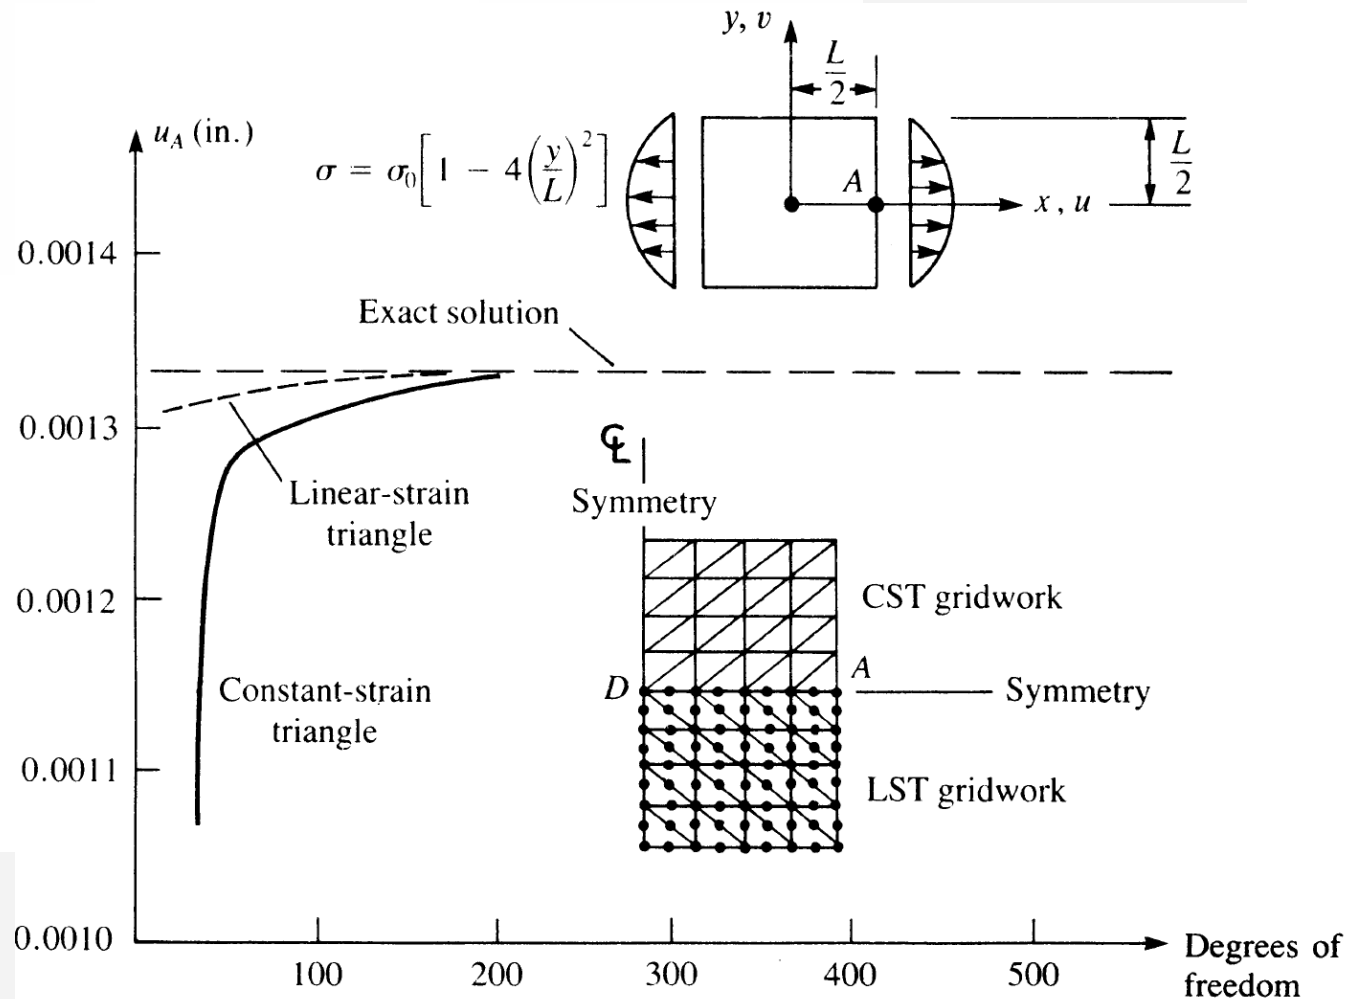 y, v
L
2
u_A (in.)
σ = σ₀[1 − 4(y/L)²]
A
L
2
x, u
0.0014
Exact solution
0.0013
℄
Linear-strain
triangle
Symmetry
0.0012
CST gridwork
Constant-strain
triangle
D
A
Symmetry
0.0011
LST gridwork
0.0010
100
200
300
400
500
Degrees of
freedom